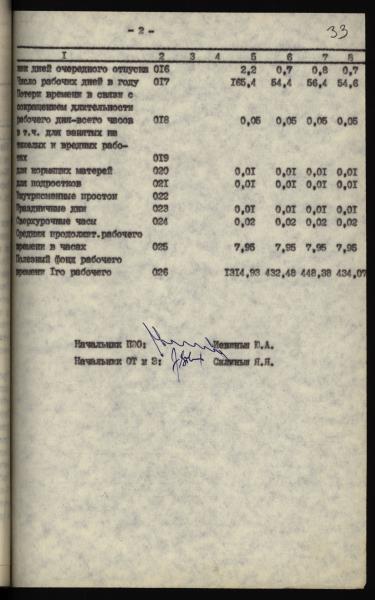 - 2 -
33
I 2 3 4 5 6 7 8
дней очередного отпуска 016 2,2 0,7 0,8 0,7
Число рабочих дней в году 017 165,4 54,4 56,4 54,6
Потери времени в связи с
сокращением длительности
рабочего дня-всего часов 018 0,05 0,05 0,05 0,05
в т.ч. для занятых на
тяжелых и вредных рабо-
тах 019
для кормящих матерей 020 0,01 0,01 0,01 0,01
для подростков 021 0,01 0,01 0,01 0,01
Внутрисменные простои 022
Праздничные дни 023 0,01 0,01 0,01 0,01
Сверхурочные часы 024 0,02 0,02 0,02 0,02
Средняя продолжит.рабочего
времени в часах 025 7,95 7,95 7,95 7,95
Полезный фонд рабочего
времени Iго рабочего 026 1314,93 432,48 448,38 434,07
Начальник ПЭО: Ю.А.
Начальник ОТ и З: Я.Я.